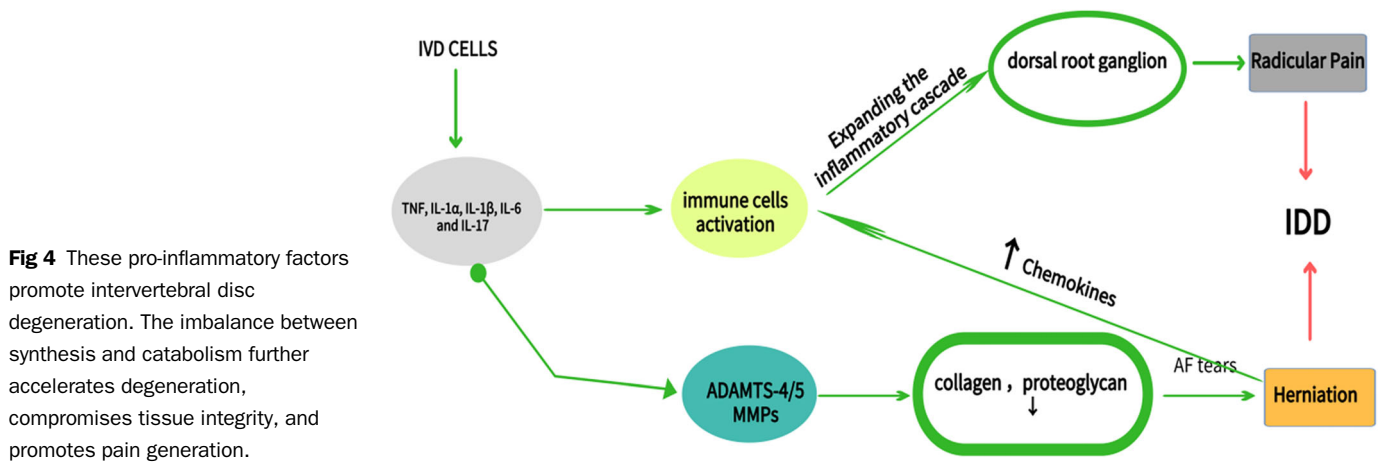 IVD CELLS
TNF, IL-1α, IL-1β, IL-6
and IL-17
immune cells
activation
Expanding the
inflammatory cascade
dorsal root ganglion
Radicular Pain
IDD
↑ Chemokines
ADAMTS-4/5
MMPs
collagen , proteoglycan
↓
AF tears
Herniation
Fig 4 These pro-inflammatory factors
promote intervertebral disc
degeneration. The imbalance between
synthesis and catabolism further
accelerates degeneration,
compromises tissue integrity, and
promotes pain generation.